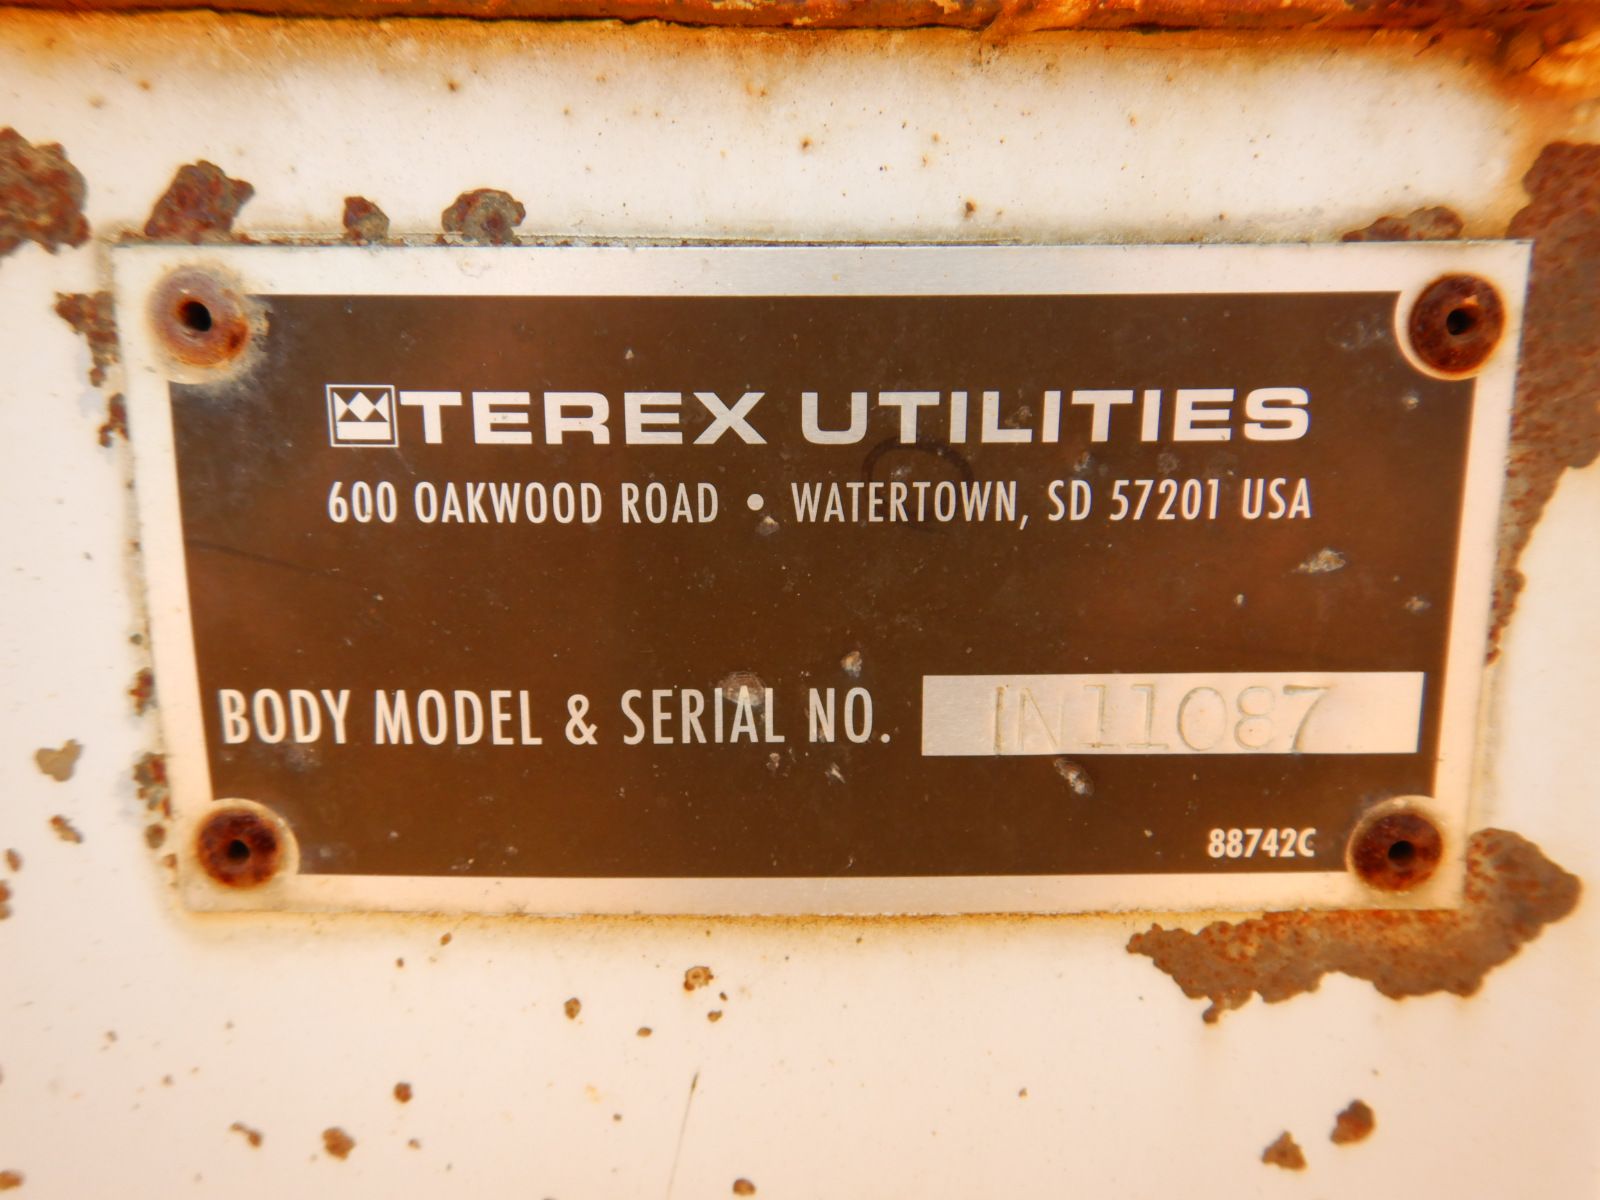 TEREX UTILITIES
600 OAKWOOD ROAD • WATERTOWN, SD 57201 USA
BODY MODEL & SERIAL NO. IN11087
88742C